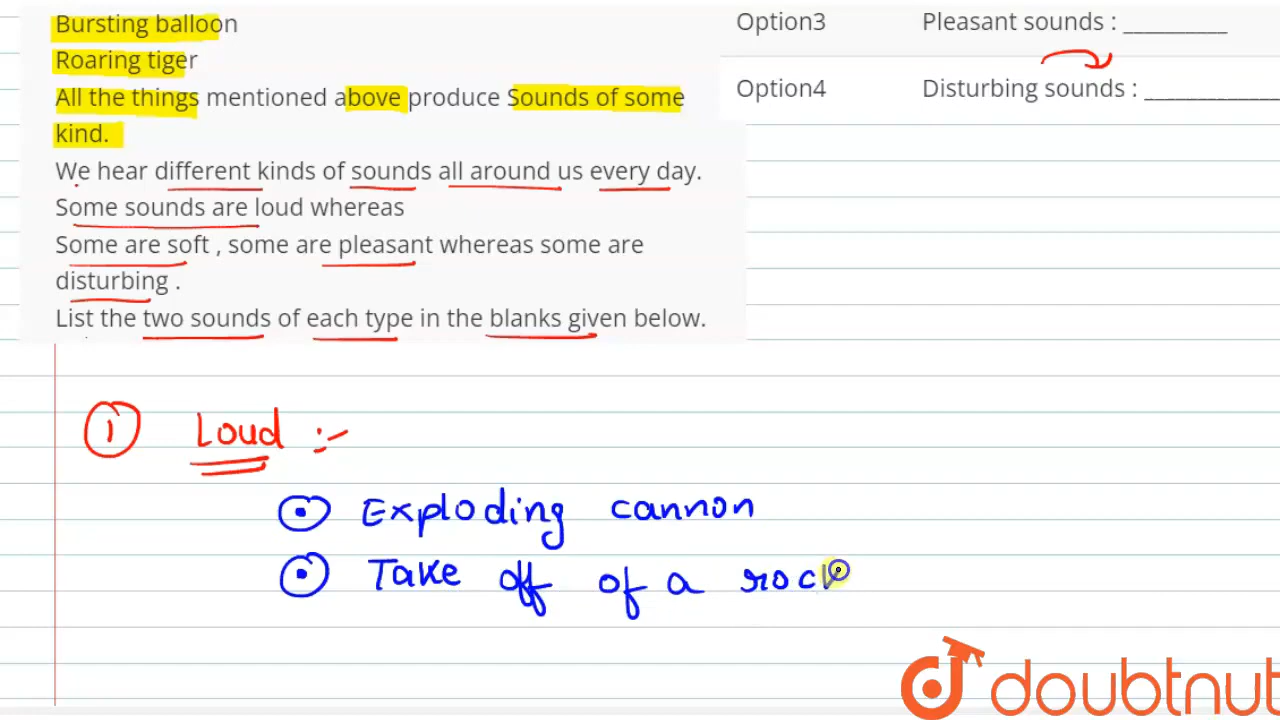 Bursting balloon
Roaring tiger
All the things mentioned above produce Sounds of some
kind.
We hear different kinds of sounds all around us every day.
Some sounds are loud whereas
Some are soft , some are pleasant whereas some are
disturbing .
List the two sounds of each type in the blanks given below.
Option3 Pleasant sounds : __________
Option4 Disturbing sounds : _____________
1 Loud :-
Exploding cannon
Take off of a rock
doubtnut